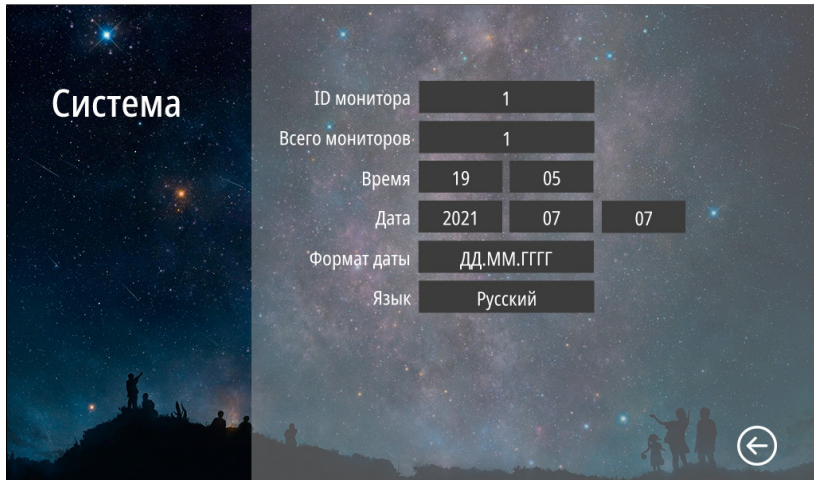 Система
ID монитора 1
Всего мониторов 1
Время 19 05
Дата 2021 07 07
Формат даты ДД.ММ.ГГГГ
Язык Русский